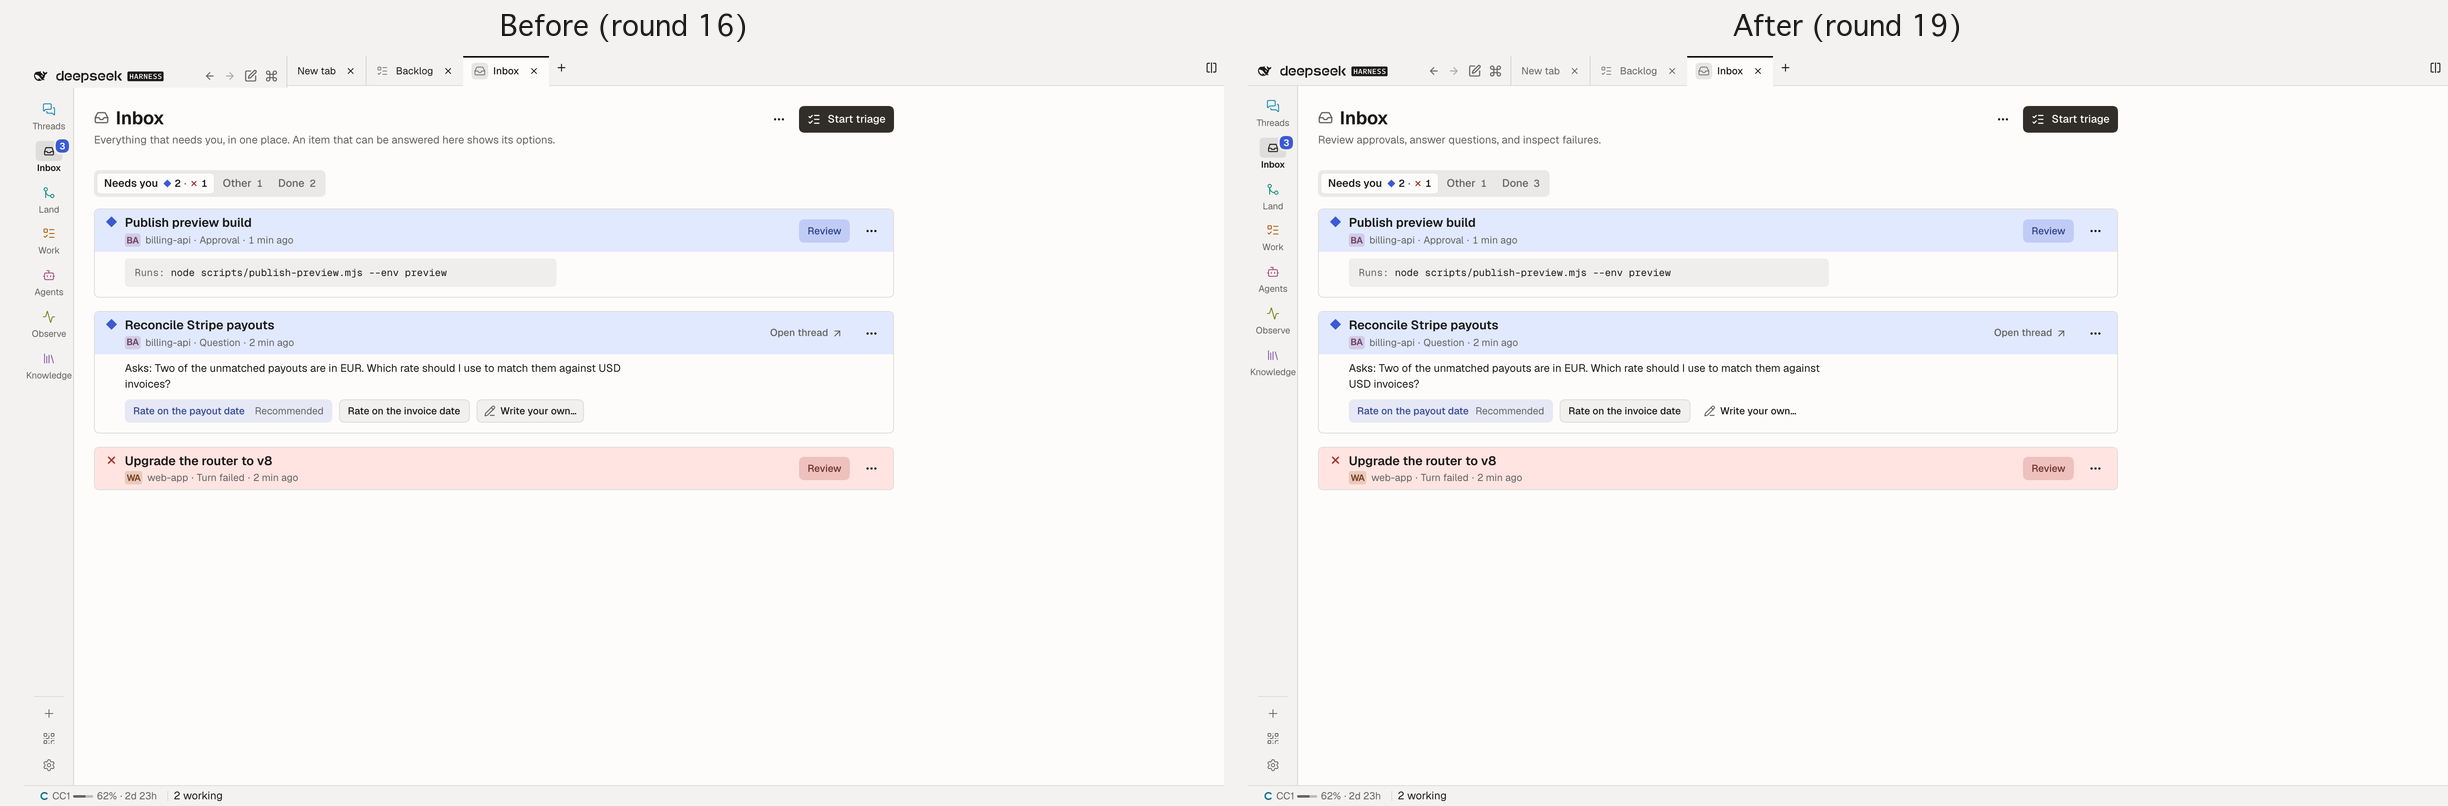 Before (round 16)
deepseek HARNESS
New tab
Backlog
Inbox
Threads
3
Inbox
Land
Work
Agents
Observe
Knowledge
Inbox
Everything that needs you, in one place. An item that can be answered here shows its options.
Start triage
Needs you 2 · 1 Other 1 Done 2
Publish preview build
BA billing-api · Approval · 1 min ago
Review
Runs: node scripts/publish-preview.mjs --env preview
Reconcile Stripe payouts
BA billing-api · Question · 2 min ago
Open thread
Asks: Two of the unmatched payouts are in EUR. Which rate should I use to match them against USD
invoices?
Rate on the payout date Recommended Rate on the invoice date Write your own...
Upgrade the router to v8
WA web-app · Turn failed · 2 min ago
Review
CC1 62% · 2d 23h 2 working
After (round 19)
deepseek HARNESS
New tab
Backlog
Inbox
Threads
3
Inbox
Land
Work
Agents
Observe
Knowledge
Inbox
Review approvals, answer questions, and inspect failures.
Start triage
Needs you 2 · 1 Other 1 Done 3
Publish preview build
BA billing-api · Approval · 1 min ago
Review
Runs: node scripts/publish-preview.mjs --env preview
Reconcile Stripe payouts
BA billing-api · Question · 2 min ago
Open thread
Asks: Two of the unmatched payouts are in EUR. Which rate should I use to match them against
USD invoices?
Rate on the payout date Recommended Rate on the invoice date Write your own...
Upgrade the router to v8
WA web-app · Turn failed · 2 min ago
Review
CC1 62% · 2d 23h 2 working